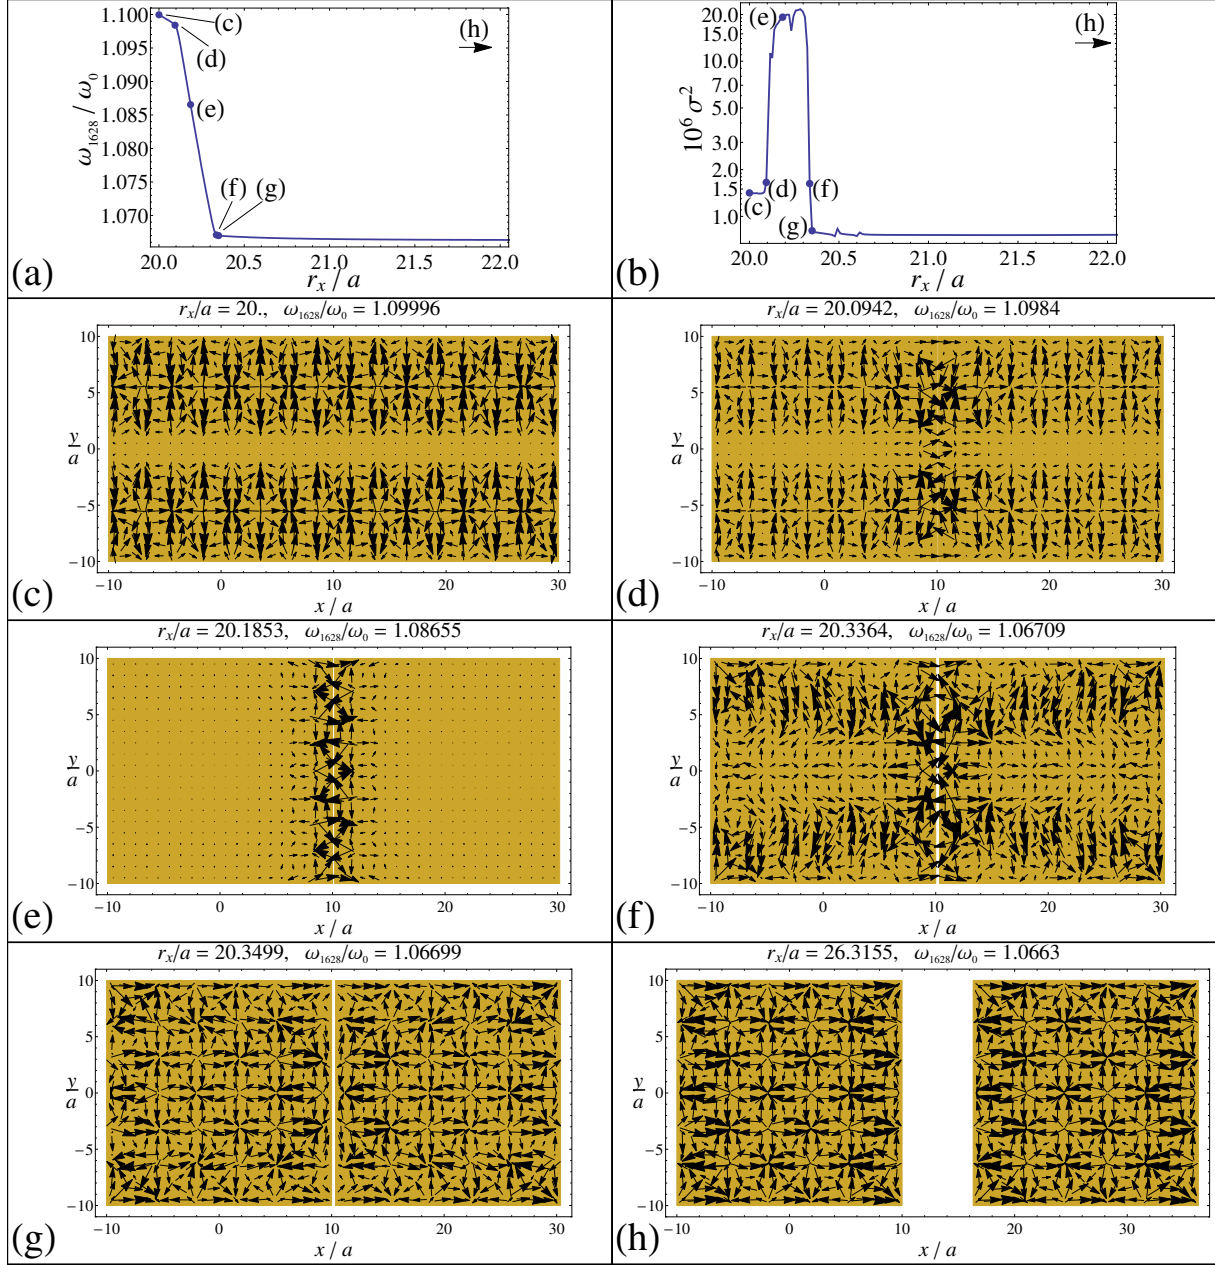 1.100
1.095
1.090
1.085
1.080
1.075
1.070
ω1628 / ω0
(c)
(d)
(e)
(f)
(g)
(h)
20.0 20.5 21.0 21.5 22.0
rx / a
(a)
20.0
15.0
10.0
7.0
5.0
3.0
2.0
1.5
1.0
10^6 σ^2
(e)
(h)
(c)
(d)
(f)
(g)
20.0 20.5 21.0 21.5 22.0
rx / a
(b)
rx/a = 20., ω1628/ω0 = 1.09996
10
5
y/a 0
−5
−10
−10 0 10 20 30
x / a
(c)
rx/a = 20.0942, ω1628/ω0 = 1.0984
10
5
y/a 0
−5
−10
−10 0 10 20 30
x / a
(d)
rx/a = 20.1853, ω1628/ω0 = 1.08655
10
5
y/a 0
−5
−10
−10 0 10 20 30
x / a
(e)
rx/a = 20.3364, ω1628/ω0 = 1.06709
10
5
y/a 0
−5
−10
−10 0 10 20 30
x / a
(f)
rx/a = 20.3499, ω1628/ω0 = 1.06699
10
5
y/a 0
−5
−10
−10 0 10 20 30
x / a
(g)
rx/a = 26.3155, ω1628/ω0 = 1.0663
10
5
y/a 0
−5
−10
−10 0 10 20 30
x / a
(h)